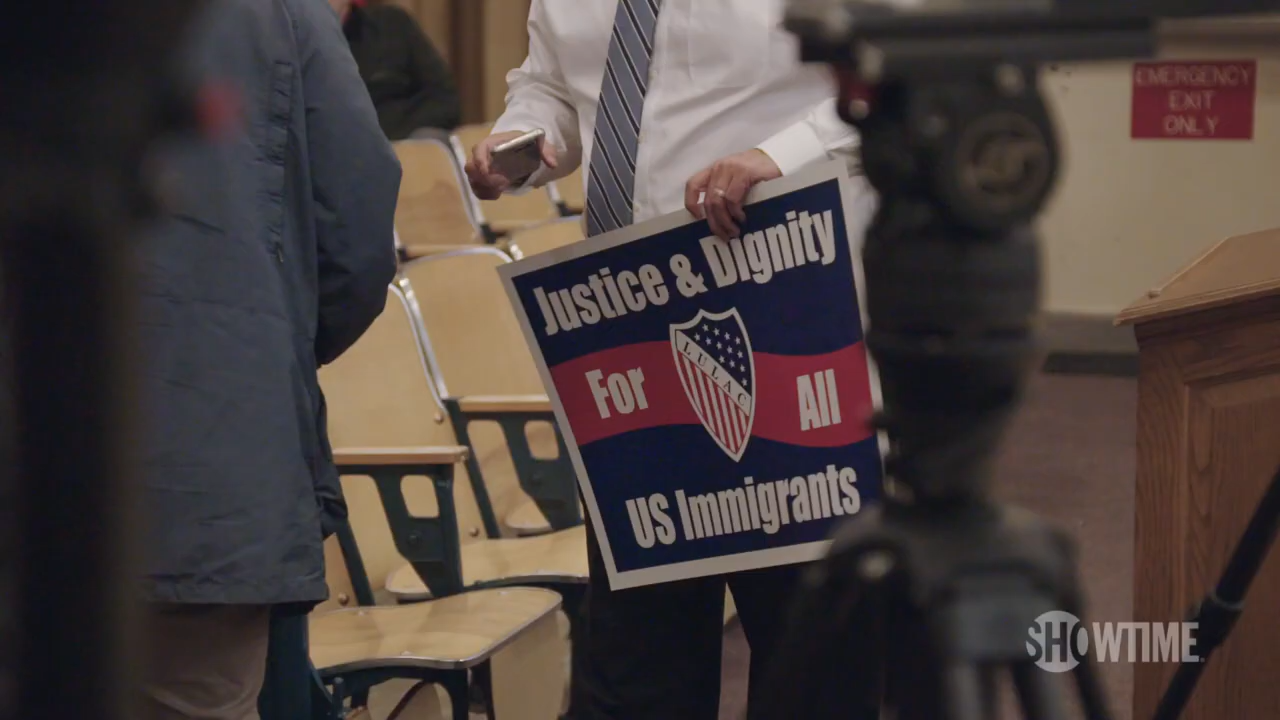 EMERGENCY
EXIT
ONLY
Justice & Dignity
LULAC
For All
US Immigrants
SHOWTIME